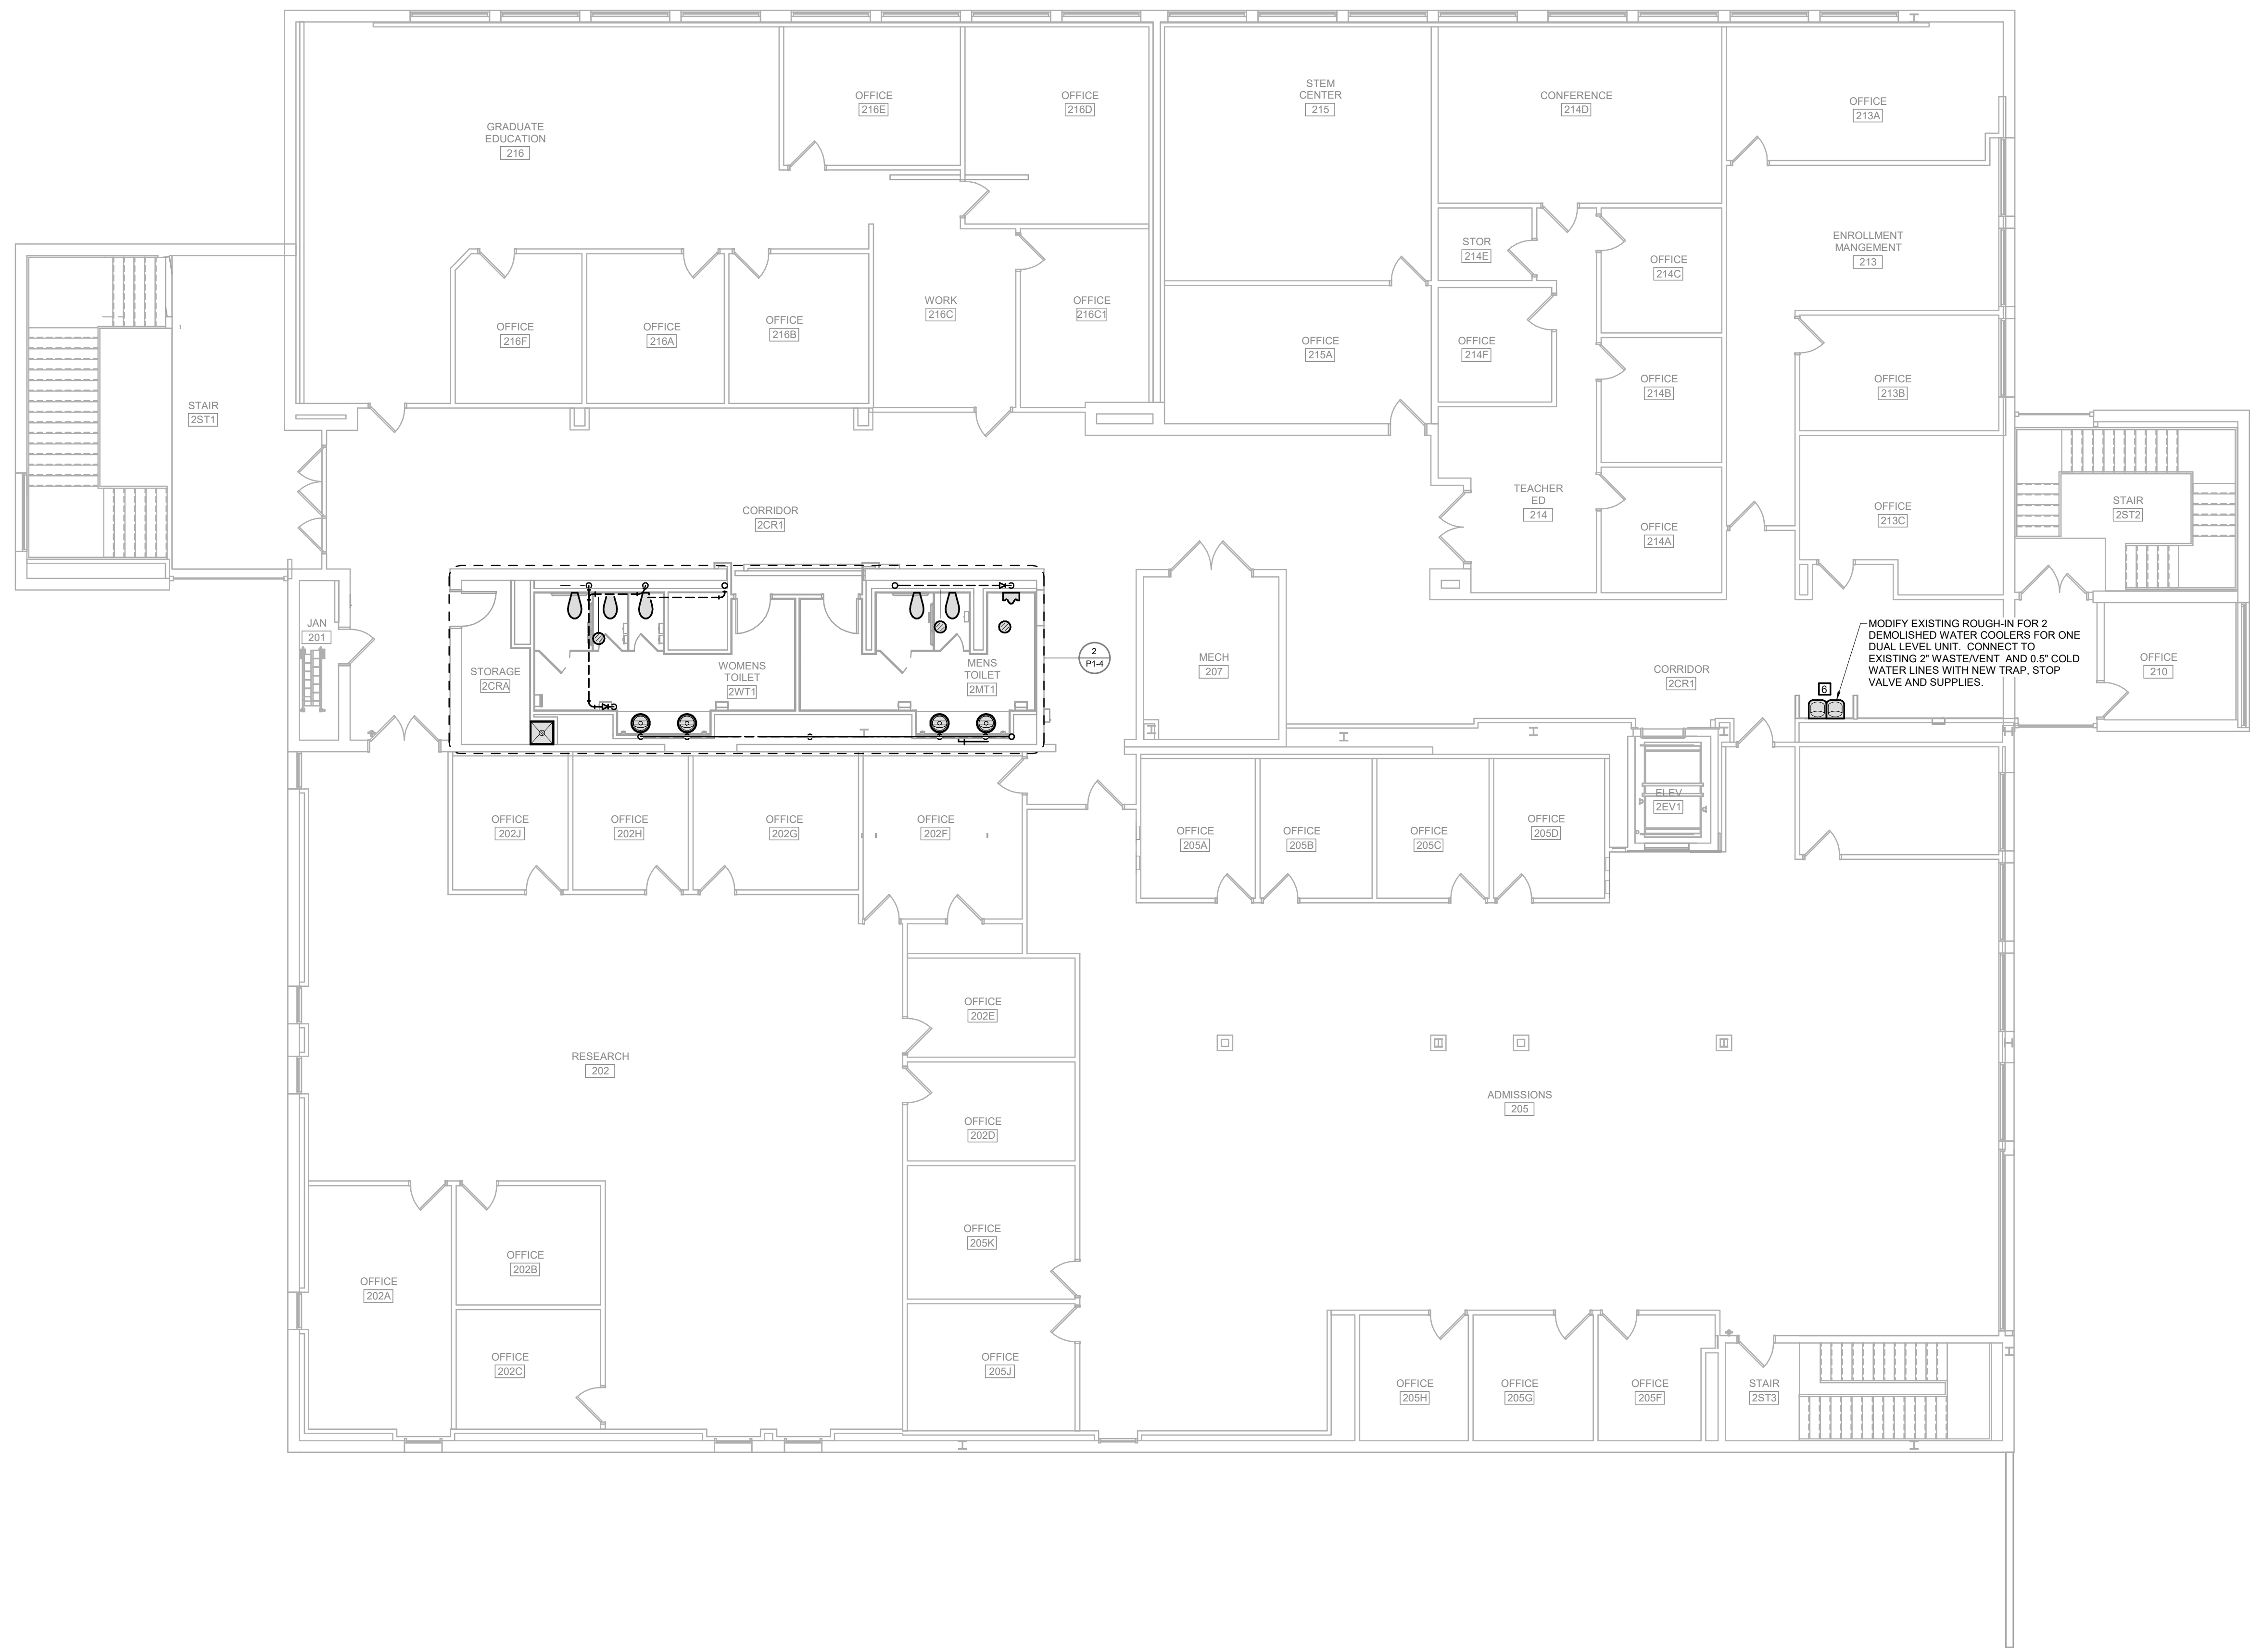 OFFICE
216E
OFFICE
216D
STEM
CENTER
215
CONFERENCE
214D
OFFICE
213A
GRADUATE
EDUCATION
216
STOR
214E
OFFICE
214C
ENROLLMENT
MANGEMENT
213
WORK
216C
OFFICE
216C1
OFFICE
216F
OFFICE
216A
OFFICE
216B
OFFICE
215A
OFFICE
214F
OFFICE
214B
OFFICE
213B
STAIR
2ST1
CORRIDOR
2CR1
TEACHER
ED
214
OFFICE
214A
OFFICE
213C
STAIR
2ST2
JAN
201
STORAGE
2CRA
WOMENS
TOILET
2WT1
MENS
TOILET
2MT1
2
P1-4
MECH
207
CORRIDOR
2CR1
MODIFY EXISTING ROUGH-IN FOR 2
DEMOLISHED WATER COOLERS FOR ONE
DUAL LEVEL UNIT. CONNECT TO
EXISTING 2" WASTE/VENT AND 0.5" COLD
WATER LINES WITH NEW TRAP, STOP
VALVE AND SUPPLIES.
6
OFFICE
210
OFFICE
202J
OFFICE
202H
OFFICE
202G
OFFICE
202F
OFFICE
205A
OFFICE
205B
OFFICE
205C
OFFICE
205D
ELEV
2EV1
OFFICE
202E
RESEARCH
202
OFFICE
202D
ADMISSIONS
205
OFFICE
205K
OFFICE
202B
OFFICE
202A
OFFICE
202C
OFFICE
205J
OFFICE
205H
OFFICE
205G
OFFICE
205F
STAIR
2ST3